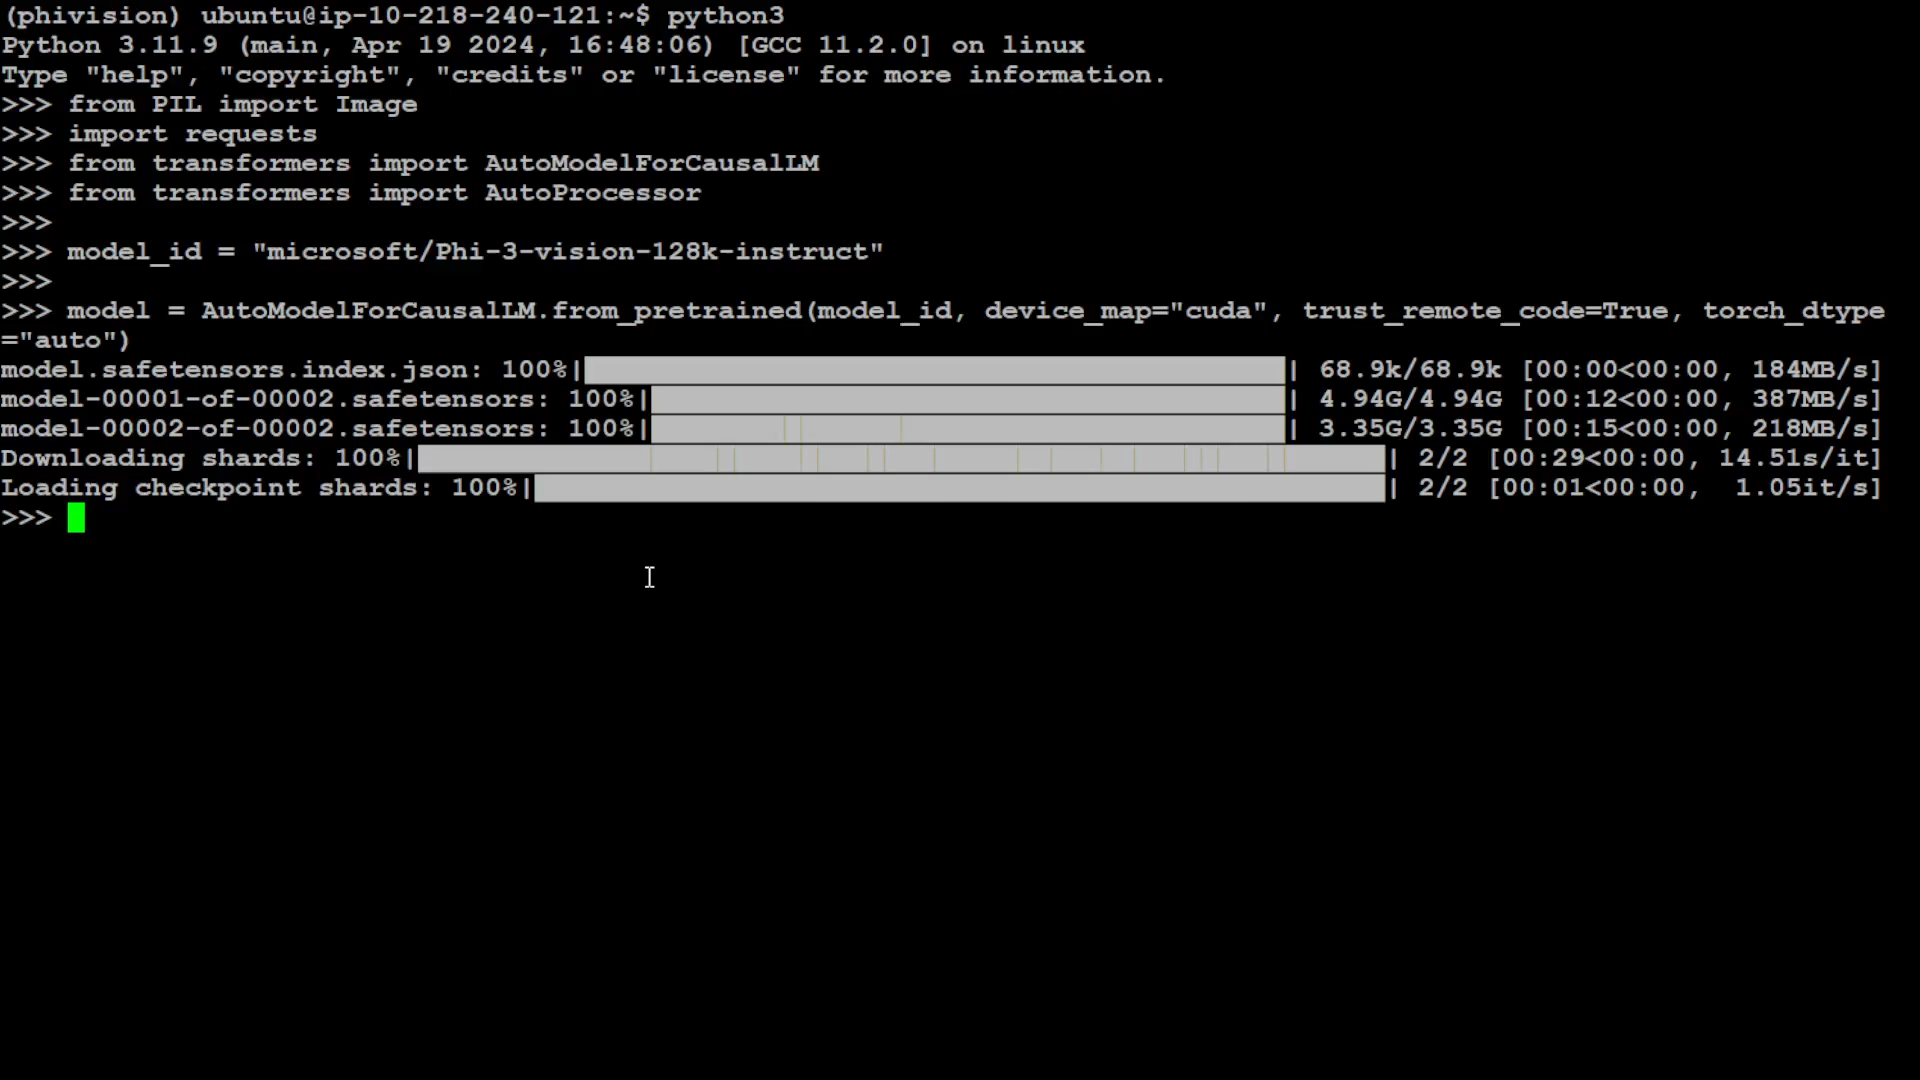 (phivision) ubuntu@ip-10-218-240-121:~$ python3
Python 3.11.9 (main, Apr 19 2024, 16:48:06) [GCC 11.2.0] on linux
Type "help", "copyright", "credits" or "license" for more information.
>>> from PIL import Image
>>> import requests
>>> from transformers import AutoModelForCausalLM
>>> from transformers import AutoProcessor
>>>
>>> model_id = "microsoft/Phi-3-vision-128k-instruct"
>>>
>>> model = AutoModelForCausalLM.from_pretrained(model_id, device_map="cuda", trust_remote_code=True, torch_dtype
="auto")
model.safetensors.index.json: 100%| | 68.9k/68.9k [00:00<00:00, 184MB/s]
model-00001-of-00002.safetensors: 100%| | 4.94G/4.94G [00:12<00:00, 387MB/s]
model-00002-of-00002.safetensors: 100%| | 3.35G/3.35G [00:15<00:00, 218MB/s]
Downloading shards: 100%| | 2/2 [00:29<00:00, 14.51s/it]
Loading checkpoint shards: 100%| | 2/2 [00:01<00:00,  1.05it/s]
>>>